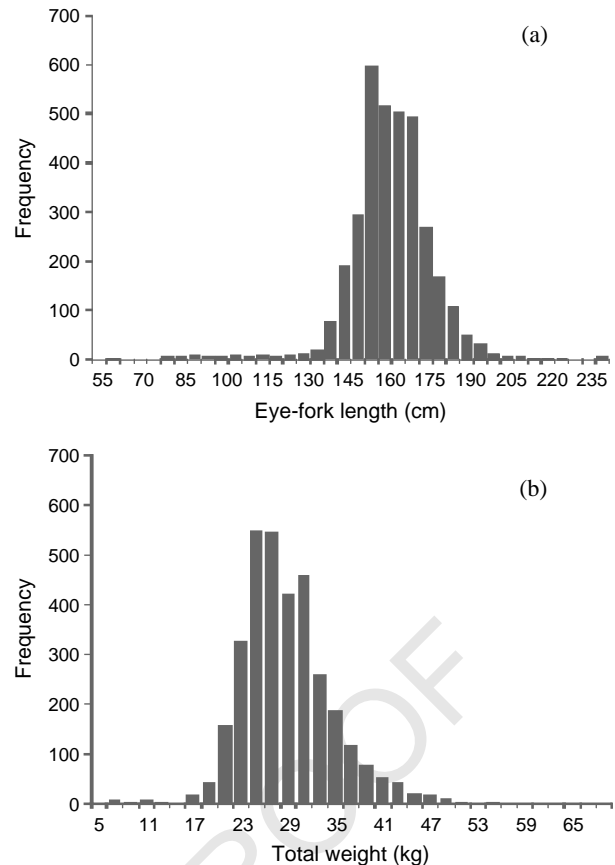 700
(a)
600
500
400
300
200
100
0
Frequency
55 70 85 100 115 130 145 160 175 190 205 220 235
Eye-fork length (cm)
700
(b)
600
500
400
300
200
100
0
Frequency
5 11 17 23 29 35 41 47 53 59 65
Total weight (kg)
PROOF